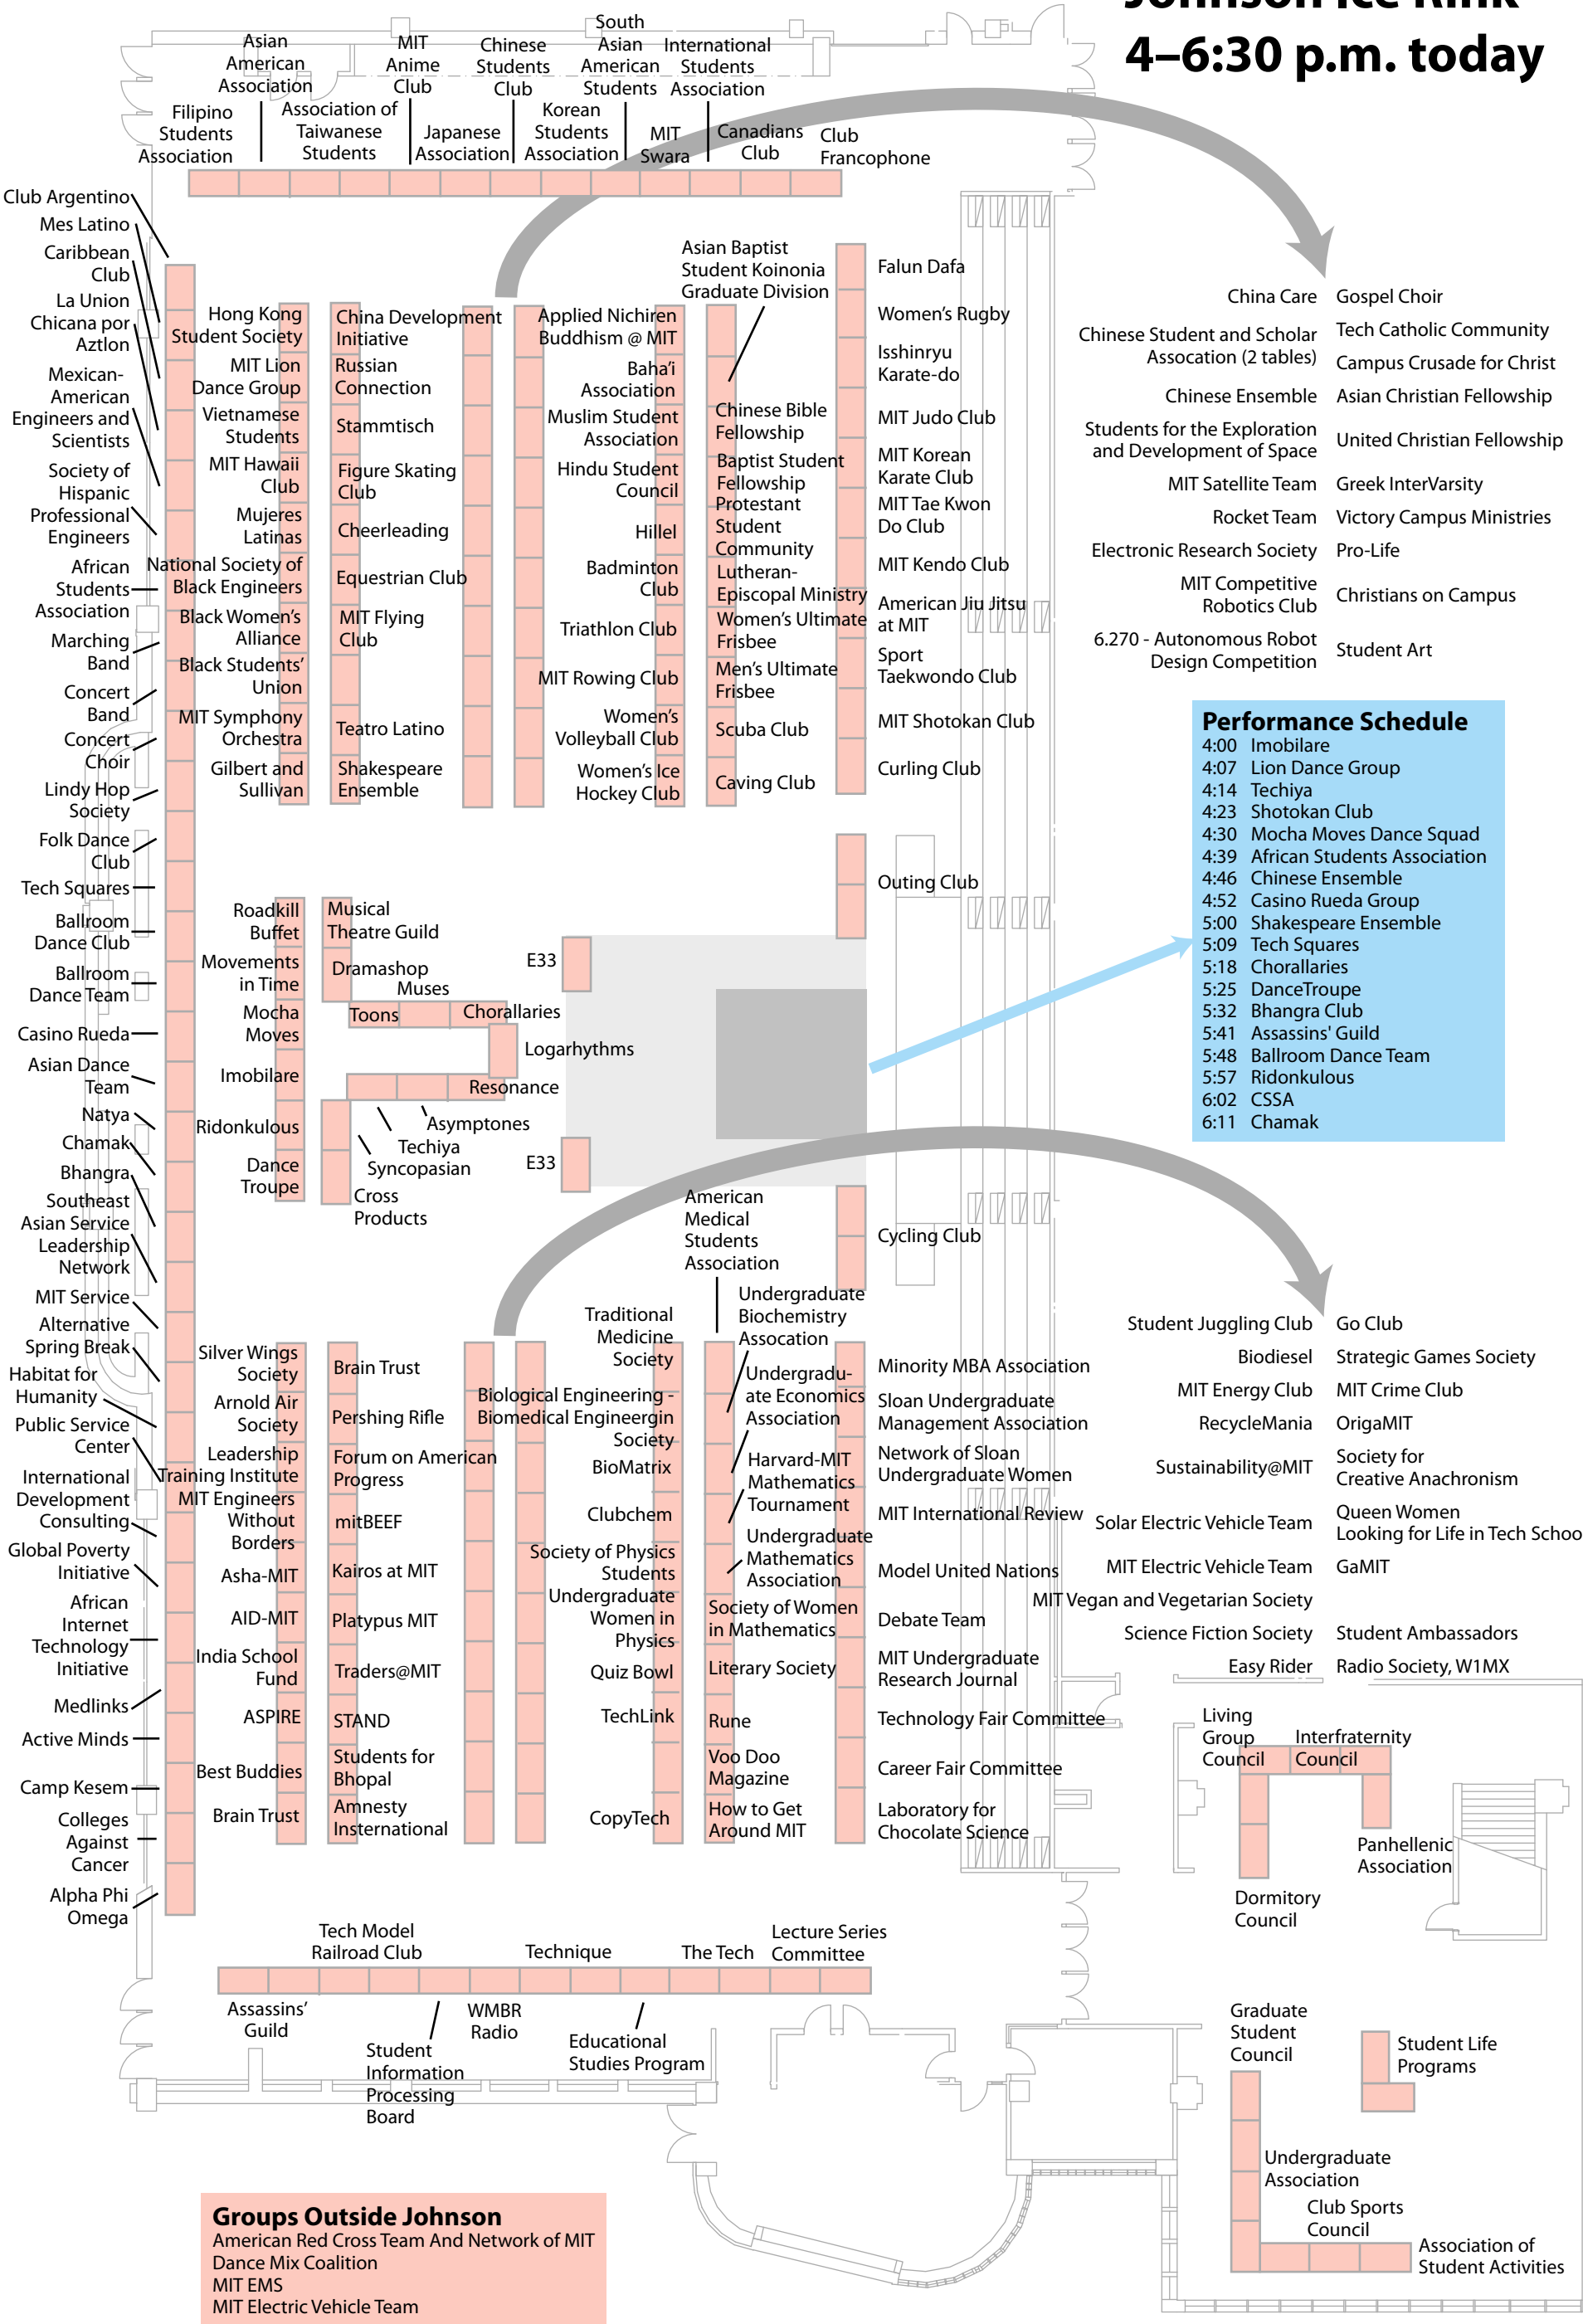 Johnson Ice Rink
4–6:30 p.m. today
Asian
American
Association
MIT
Anime
Club
Chinese
Students
Club
South
Asian
American
Students
International
Students
Association
Filipino
Students
Association
Association of
Taiwanese
Students
Japanese
Association
Korean
Students
Association
MIT
Swara
Canadians
Club
Club
Francophone
Club Argentino
Mes Latino
Caribbean
Club
La Union
Chicana por
Aztlon
Mexican-
American
Engineers and
Scientists
Society of
Hispanic
Professional
Engineers
African
Students
Association
Marching
Band
Concert
Band
Concert
Choir
Lindy Hop
Society
Folk Dance
Club
Tech Squares
Ballroom
Dance Club
Ballroom
Dance Team
Casino Rueda
Asian Dance
Team
Natya
Chamak
Bhangra
Southeast
Asian Service
Leadership
Network
MIT Service
Alternative
Spring Break
Habitat for
Humanity
Public Service
Center
International
Development
Consulting
Global Poverty
Initiative
African
Internet
Technology
Initiative
Medlinks
Active Minds
Camp Kesem
Colleges
Against
Cancer
Alpha Phi
Omega
Hong Kong
Student Society
MIT Lion
Dance Group
Vietnamese
Students
MIT Hawaii
Club
Mujeres
Latinas
National Society of
Black Engineers
Black Women's
Alliance
Black Students'
Union
MIT Symphony
Orchestra
Gilbert and
Sullivan
China Development
Initiative
Russian
Connection
Stammtisch
Figure Skating
Club
Cheerleading
Equestrian Club
MIT Flying
Club
Teatro Latino
Shakespeare
Ensemble
Applied Nichiren
Buddhism @ MIT
Baha'i
Association
Muslim Student
Association
Hindu Student
Council
Hillel
Badminton
Club
Triathlon Club
MIT Rowing Club
Women's
Volleyball Club
Women's Ice
Hockey Club
Asian Baptist
Student Koinonia
Graduate Division
Chinese Bible
Fellowship
Baptist Student
Fellowship
Protestant
Student
Community
Lutheran-
Episcopal Ministry
Women's Ultimate
Frisbee
Men's Ultimate
Frisbee
Scuba Club
Caving Club
Falun Dafa
Women's Rugby
Isshinryu
Karate-do
MIT Judo Club
MIT Korean
Karate Club
MIT Tae Kwon
Do Club
MIT Kendo Club
American Jiu Jitsu
at MIT
Sport
Taekwondo Club
MIT Shotokan Club
Curling Club
Outing Club
Cycling Club
China Care
Chinese Student and Scholar
Assocation (2 tables)
Chinese Ensemble
Students for the Exploration
and Development of Space
MIT Satellite Team
Rocket Team
Electronic Research Society
MIT Competitive
Robotics Club
6.270 - Autonomous Robot
Design Competition
Gospel Choir
Tech Catholic Community
Campus Crusade for Christ
Asian Christian Fellowship
United Christian Fellowship
Greek InterVarsity
Victory Campus Ministries
Pro-Life
Christians on Campus
Student Art
Performance Schedule
4:00 Imobilare
4:07 Lion Dance Group
4:14 Techiya
4:23 Shotokan Club
4:30 Mocha Moves Dance Squad
4:39 African Students Association
4:46 Chinese Ensemble
4:52 Casino Rueda Group
5:00 Shakespeare Ensemble
5:09 Tech Squares
5:18 Chorallaries
5:25 DanceTroupe
5:32 Bhangra Club
5:41 Assassins' Guild
5:48 Ballroom Dance Team
5:57 Ridonkulous
6:02 CSSA
6:11 Chamak
Roadkill
Buffet
Movements
in Time
Mocha
Moves
Imobilare
Ridonkulous
Dance
Troupe
Musical
Theatre Guild
Dramashop
Muses
Toons
Chorallaries
Logarhythms
Resonance
Asymptones
Techiya
Syncopasian
Cross
Products
E33
E33
Silver Wings
Society
Arnold Air
Society
Leadership
Training Institute
MIT Engineers
Without
Borders
Asha-MIT
AID-MIT
India School
Fund
ASPIRE
Best Buddies
Brain Trust
Brain Trust
Pershing Rifle
Forum on American
Progress
mitBEEF
Kairos at MIT
Platypus MIT
Traders@MIT
STAND
Students for
Bhopal
Amnesty
Insternational
Traditional
Medicine
Society
Biological Engineering -
Biomedical Engineergin
Society
BioMatrix
Clubchem
Society of Physics
Students
Undergraduate
Women in
Physics
Quiz Bowl
TechLink
CopyTech
American
Medical
Students
Association
Undergraduate
Biochemistry
Assocation
Undergradu-
ate Economics
Association
Harvard-MIT
Mathematics
Tournament
Undergraduate
Mathematics
Association
Society of Women
in Mathematics
Literary Society
Rune
Voo Doo
Magazine
How to Get
Around MIT
Minority MBA Association
Sloan Undergraduate
Management Association
Network of Sloan
Undergraduate Women
MIT International Review
Model United Nations
Debate Team
MIT Undergraduate
Research Journal
Technology Fair Committee
Career Fair Committee
Laboratory for
Chocolate Science
Student Juggling Club
Biodiesel
MIT Energy Club
RecycleMania
Sustainability@MIT
Solar Electric Vehicle Team
MIT Electric Vehicle Team
MIT Vegan and Vegetarian Society
Science Fiction Society
Easy Rider
Go Club
Strategic Games Society
MIT Crime Club
OrigaMIT
Society for
Creative Anachronism
Queen Women
Looking for Life in Tech Schoo
GaMIT
Student Ambassadors
Radio Society, W1MX
Living
Group
Council
Interfraternity
Council
Panhellenic
Association
Dormitory
Council
Tech Model
Railroad Club
Technique
The Tech
Lecture Series
Committee
Assassins'
Guild
Student
Information
Processing
Board
WMBR
Radio
Educational
Studies Program
Graduate
Student
Council
Student Life
Programs
Undergraduate
Association
Club Sports
Council
Association of
Student Activities
Groups Outside Johnson
American Red Cross Team And Network of MIT
Dance Mix Coalition
MIT EMS
MIT Electric Vehicle Team